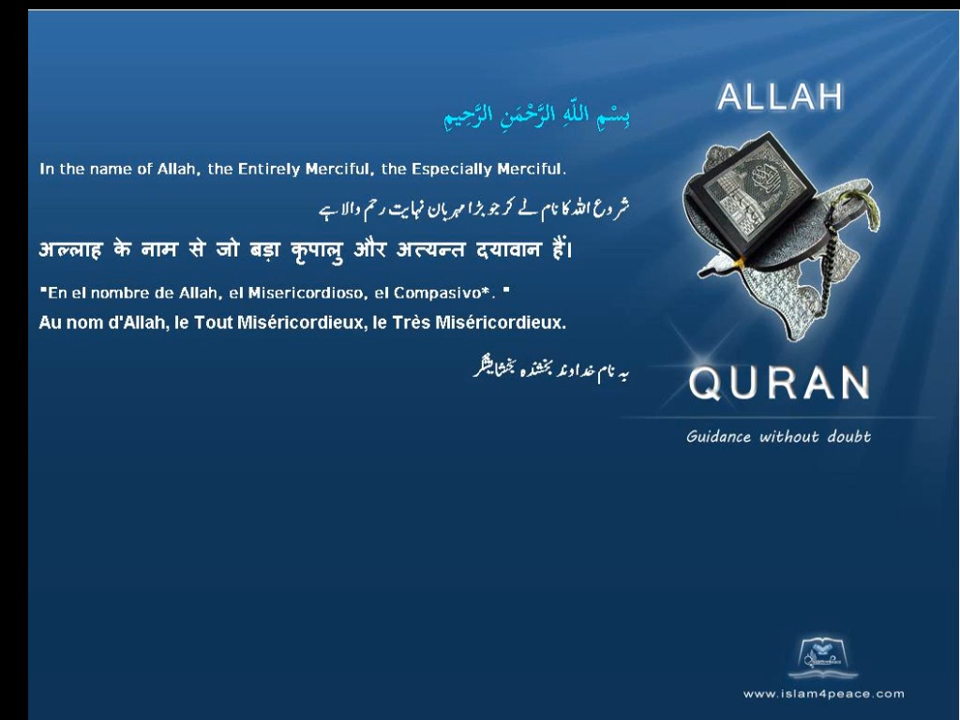 بِسْمِ اللَّهِ الرَّحْمَنِ الرَّحِيمِ
In the name of Allah, the Entirely Merciful, the Especially Merciful.
شروع اللہ کا نام لے کر جو بڑا مہربان نہایت رحم والا ہے
अल्लाह के नाम से जो बड़ा कृपालु और अत्यन्त दयावान हैं।
"En el nombre de Allah, el Misericordioso, el Compasivo*. "
Au nom d'Allah, le Tout Miséricordieux, le Très Miséricordieux.
به نام خداوند بخشنده بخشایشگر
ALLAH
QURAN
Guidance without doubt
www.islam4peace.com